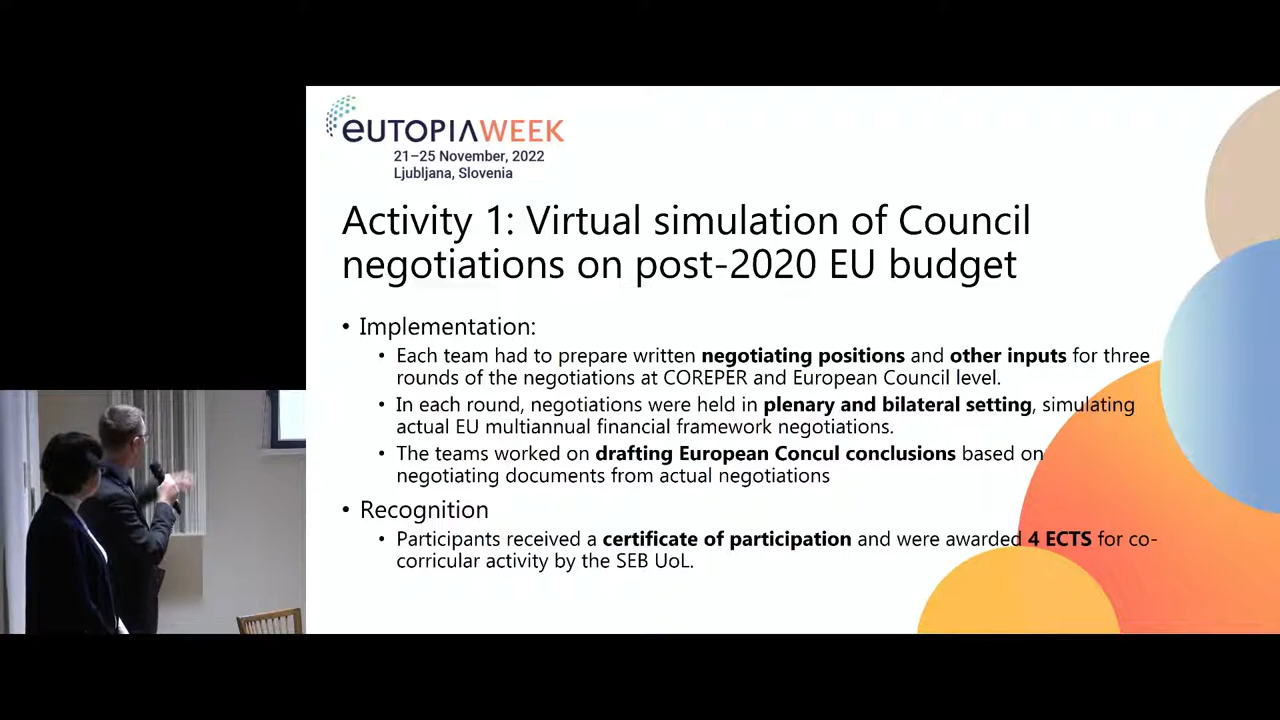 eUTOPIAWEEK
21–25 November, 2022
Ljubljana, Slovenia
Activity 1: Virtual simulation of Council
negotiations on post-2020 EU budget
• Implementation:
• Each team had to prepare written negotiating positions and other inputs for three
rounds of the negotiations at COREPER and European Council level.
• In each round, negotiations were held in plenary and bilateral setting, simulating
actual EU multiannual financial framework negotiations.
• The teams worked on drafting European Concul conclusions based on
negotiating documents from actual negotiations
• Recognition
• Participants received a certificate of participation and were awarded 4 ECTS for co-
corricular activity by the SEB UoL.